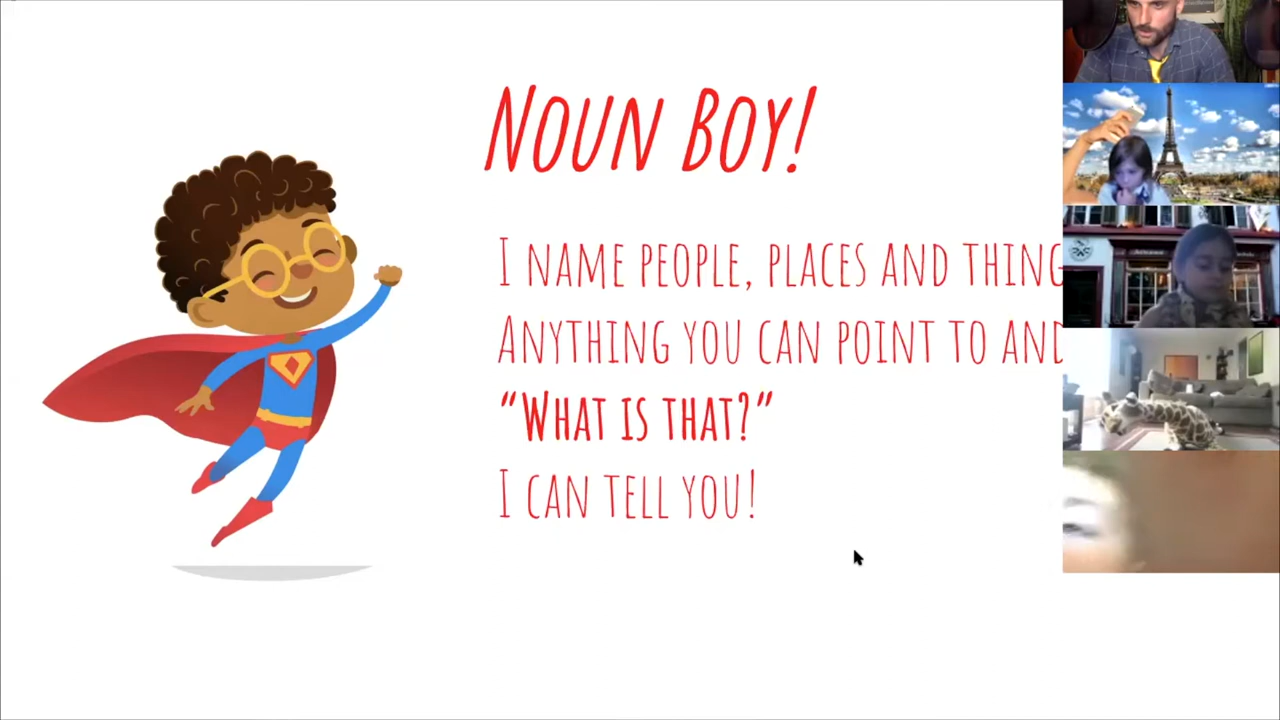 NOUN BOY!
I NAME PEOPLE, PLACES AND THING
ANYTHING YOU CAN POINT TO AND
“WHAT IS THAT?”
I CAN TELL YOU!